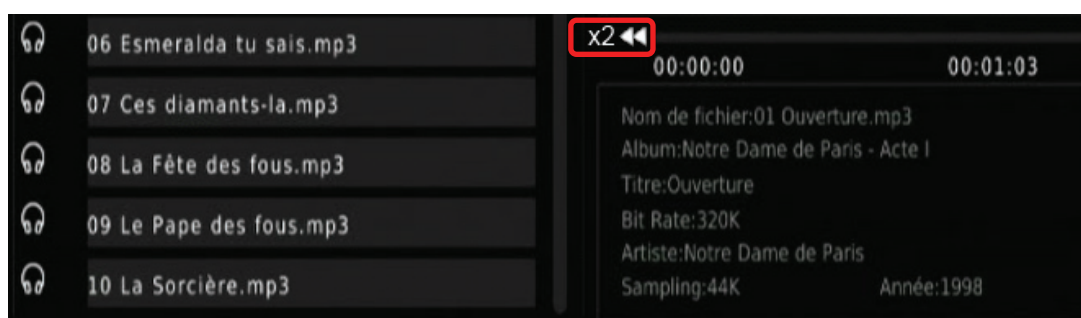 06 Esmeralda tu sais.mp3
07 Ces diamants-la.mp3
08 La Fête des fous.mp3
09 Le Pape des fous.mp3
10 La Sorcière.mp3
x2
00:00:00 00:01:03
Nom de fichier:01 Ouverture.mp3
Album:Notre Dame de Paris - Acte I
Titre:Ouverture
Bit Rate:320K
Artiste:Notre Dame de Paris
Sampling:44K Année:1998